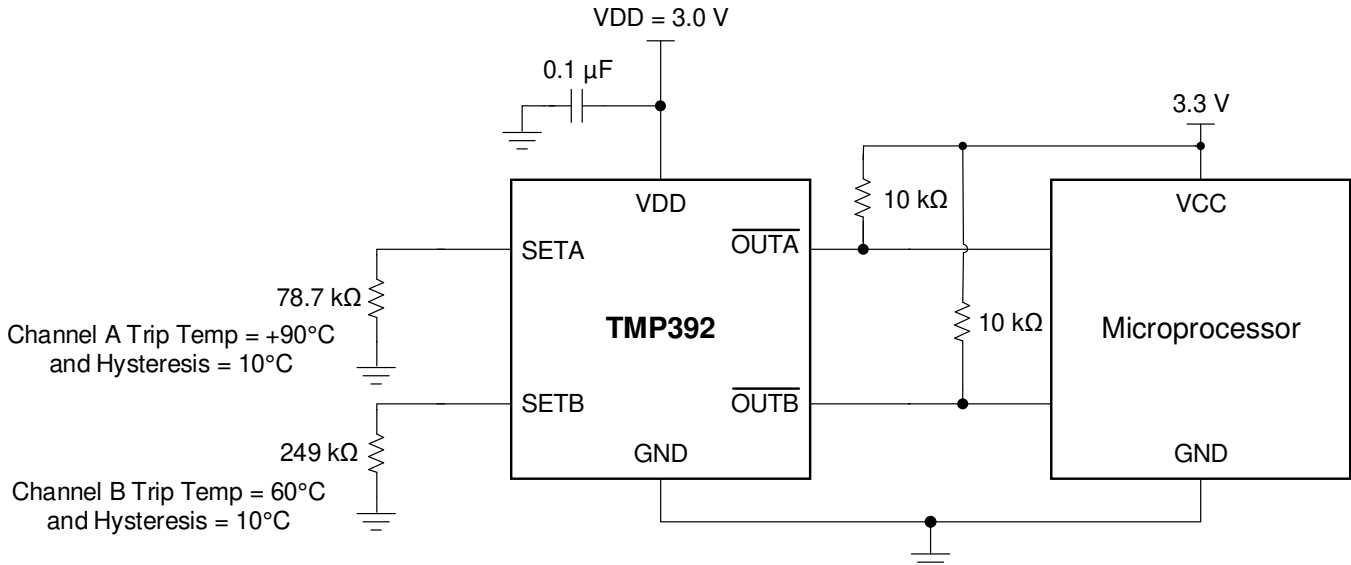 VDD = 3.0 V
0.1 µF
3.3 V
VDD
10 kΩ
VCC
SETA
OUTA
78.7 kΩ
Channel A Trip Temp = +90°C
and Hysteresis = 10°C
TMP392
10 kΩ
Microprocessor
SETB
OUTB
249 kΩ
GND
GND
Channel B Trip Temp = 60°C
and Hysteresis = 10°C